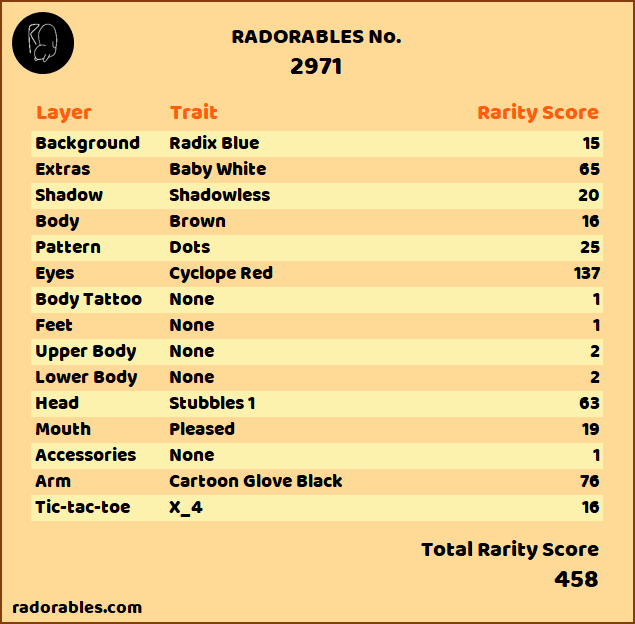 RADORABLES No.
2971
Layer Trait Rarity Score
Background Radix Blue 15
Extras Baby White 65
Shadow Shadowless 20
Body Brown 16
Pattern Dots 25
Eyes Cyclope Red 137
Body Tattoo None 1
Feet None 1
Upper Body None 2
Lower Body None 2
Head Stubbles 1 63
Mouth Pleased 19
Accessories None 1
Arm Cartoon Glove Black 76
Tic-tac-toe X_4 16
Total Rarity Score
458
radorables.com